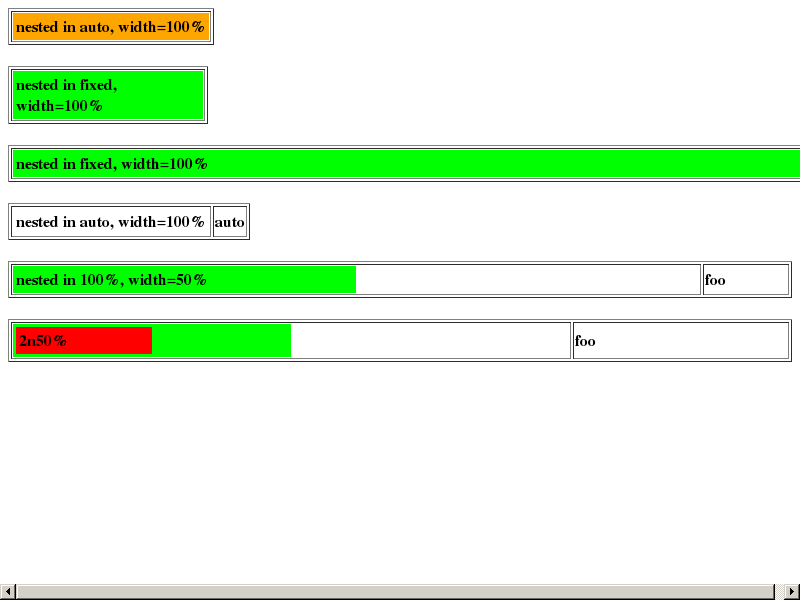 nested in auto, width=100%
nested in fixed,
width=100%
nested in fixed, width=100%
nested in auto, width=100% auto
nested in 100%, width=50% foo
2n50% foo